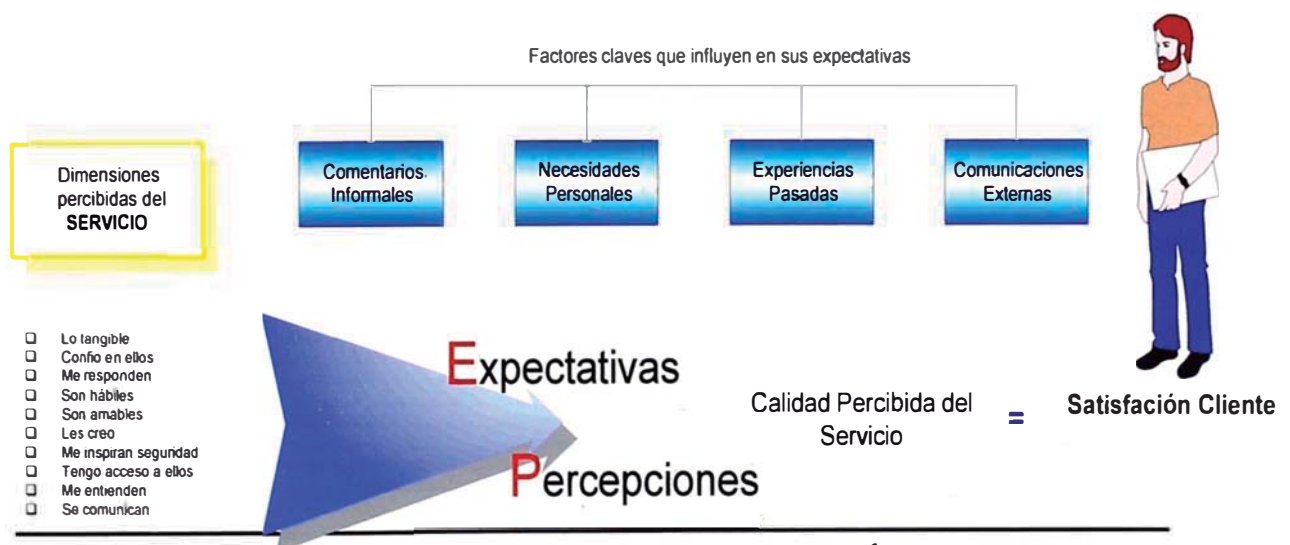 Factores claves que influyen en sus expectativas
Dimensiones
percibidas del
SERVICIO
Comentarios
Informales
Necesidades
Personales
Experiencias
Pasadas
Comunicaciones
Externas
Lo tangible
Confio en ellos
Me responden
Son hábiles
Son amables
Les creo
Me inspiran seguridad
Tengo acceso a ellos
Me entienden
Se comunican
Expectativas
Percepciones
Calidad Percibida del
Servicio
=
Satisfación Cliente